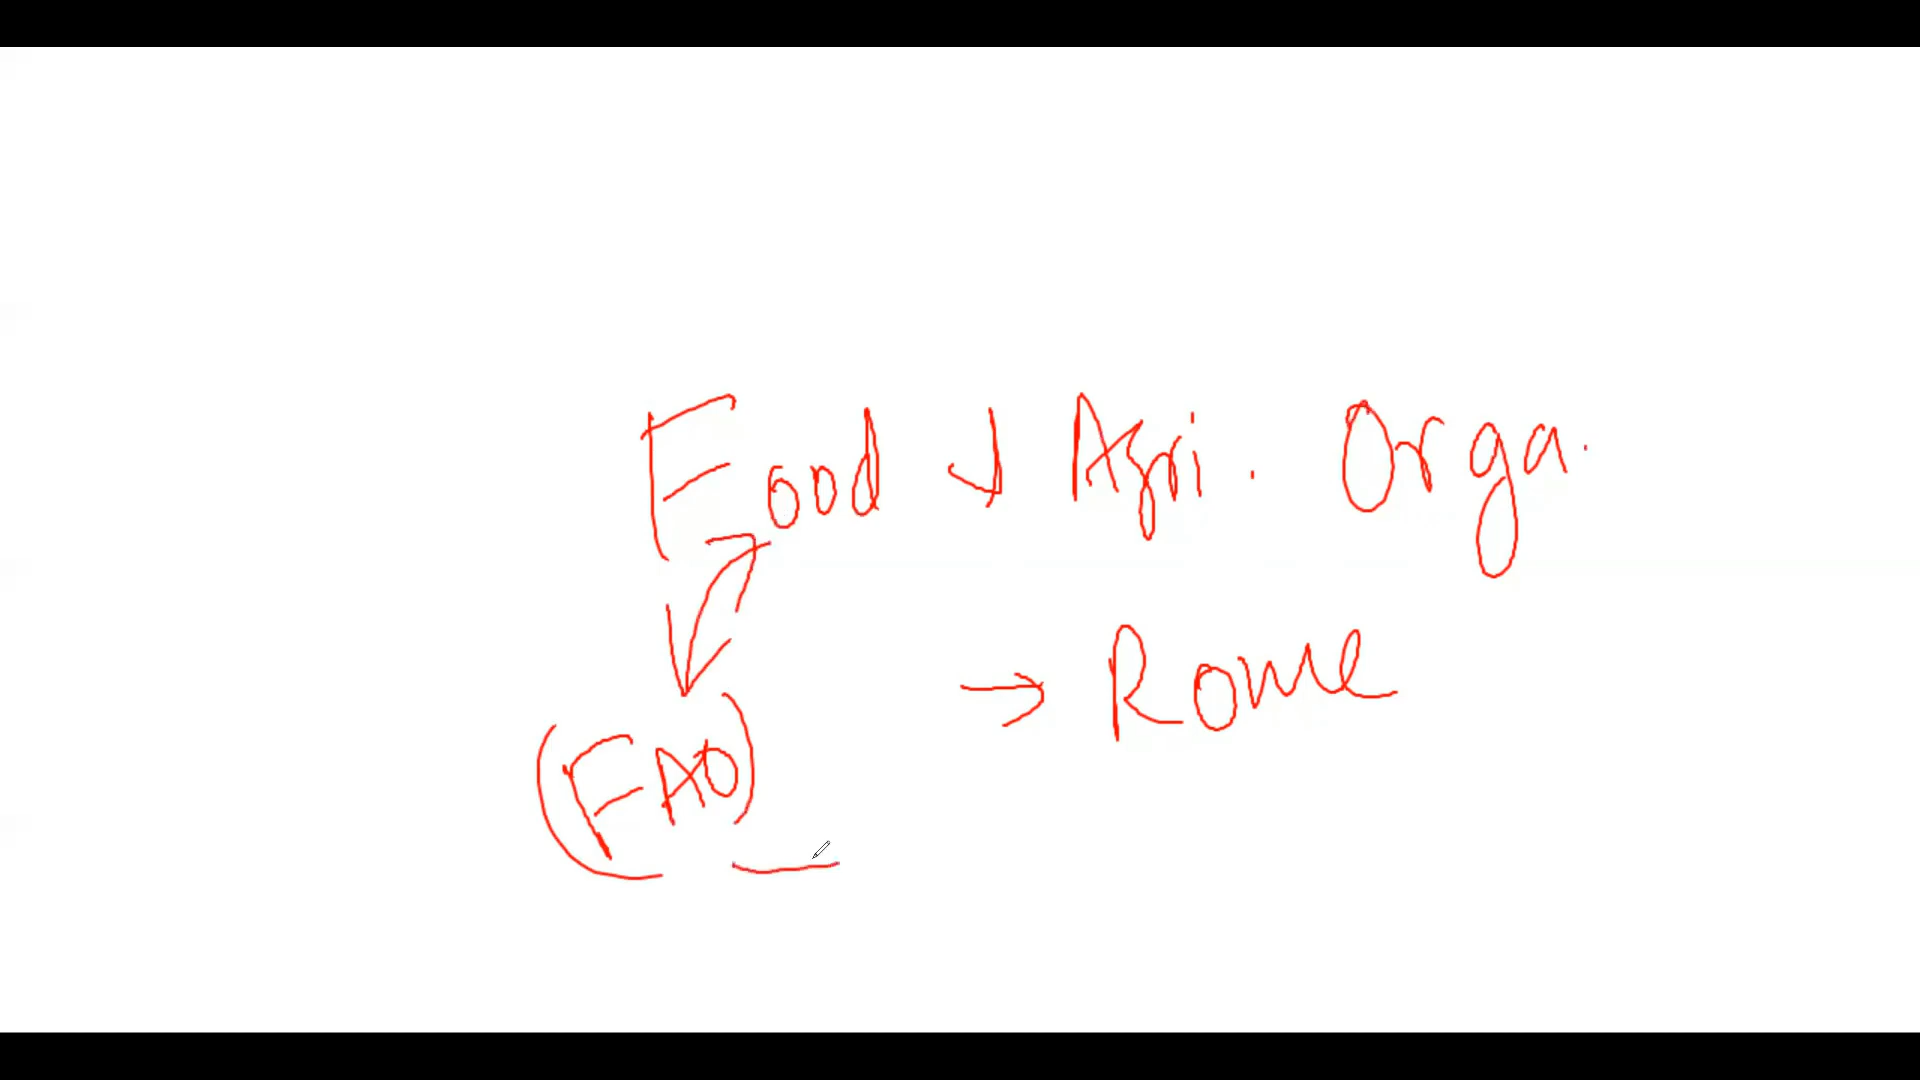 Food & Agri. Orga.
→ Rome
(FAO)